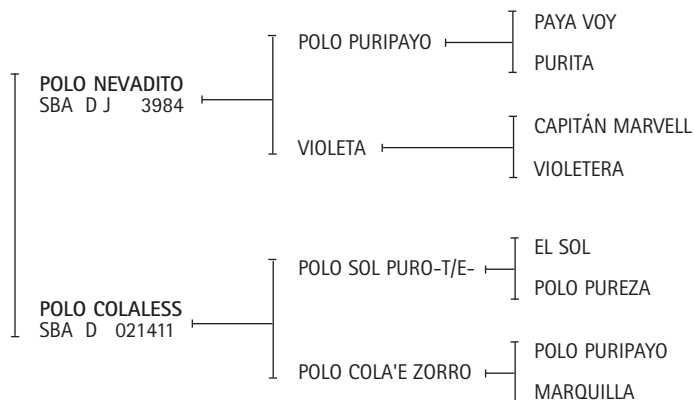 POLO NEVADITO
SBA D J 3984
POLO PURIPAYO
PAYA VOY
PURITA
VIOLETA
CAPITÁN MARVELL
VIOLETERA
POLO COLALESS
SBA D 021411
POLO SOL PURO-T/E-
EL SOL
POLO PUREZA
POLO COLA'E ZORRO
POLO PURIPAYO
MARQUILLA